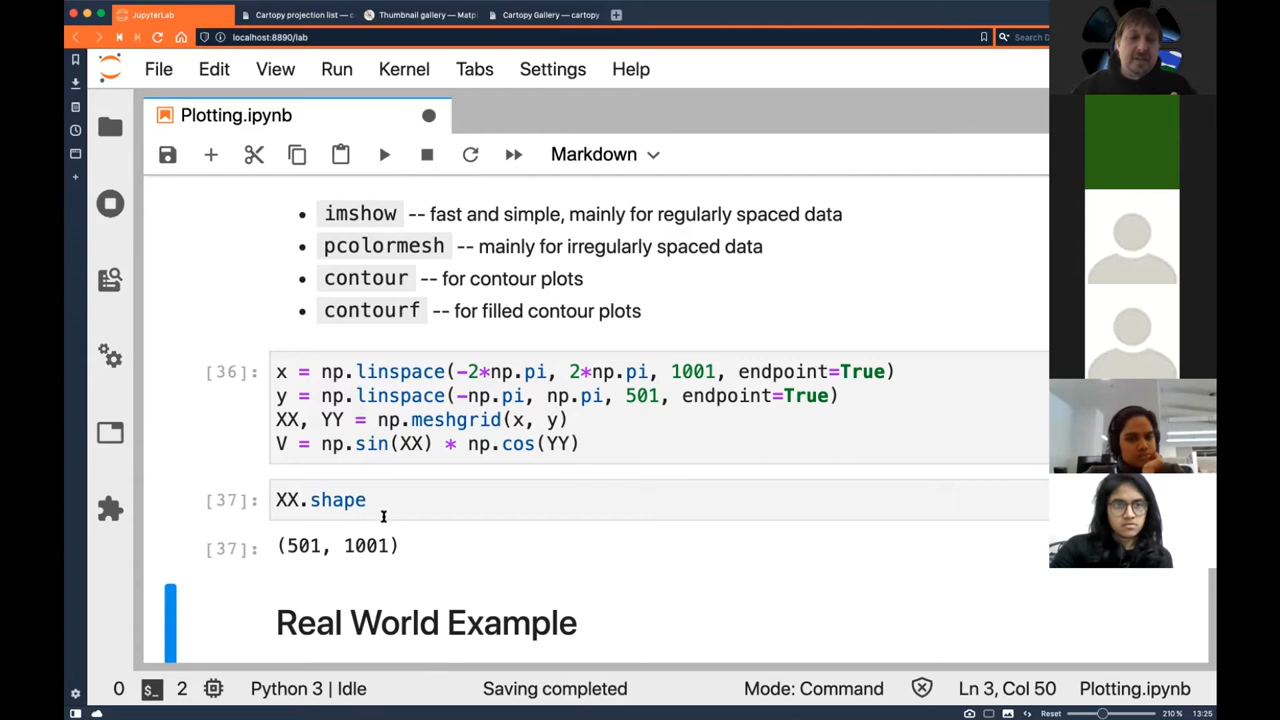 JupyterLab
Cartopy projection list — c
Thumbnail gallery — Matpl
Cartopy Gallery — cartopy
localhost:8890/lab
Search D
File Edit View Run Kernel Tabs Settings Help
Plotting.ipynb
Markdown
• imshow -- fast and simple, mainly for regularly spaced data
• pcolormesh -- mainly for irregularly spaced data
• contour -- for contour plots
• contourf -- for filled contour plots
[36]: x = np.linspace(-2*np.pi, 2*np.pi, 1001, endpoint=True)
y = np.linspace(-np.pi, np.pi, 501, endpoint=True)
XX, YY = np.meshgrid(x, y)
V = np.sin(XX) * np.cos(YY)
[37]: XX.shape
[37]: (501, 1001)
Real World Example
0 $_ 2 Python 3 | Idle Saving completed Mode: Command Ln 3, Col 50 Plotting.ipynb
Reset 210 % 13:25